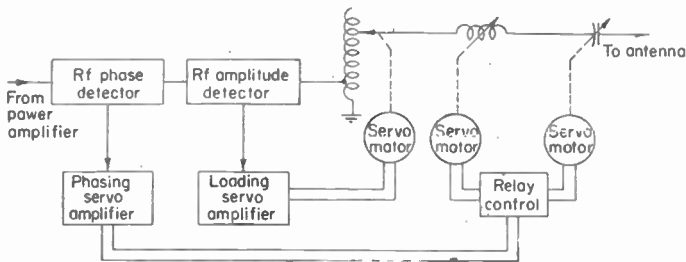 Rf phase
detector
Rf amplitude
detector
To antenna
From
power
amplifier
Servo
motor
Servo
motor
Servo
motor
Phasing
servo
amplifier
Loading
servo
amplifier
Relay
control